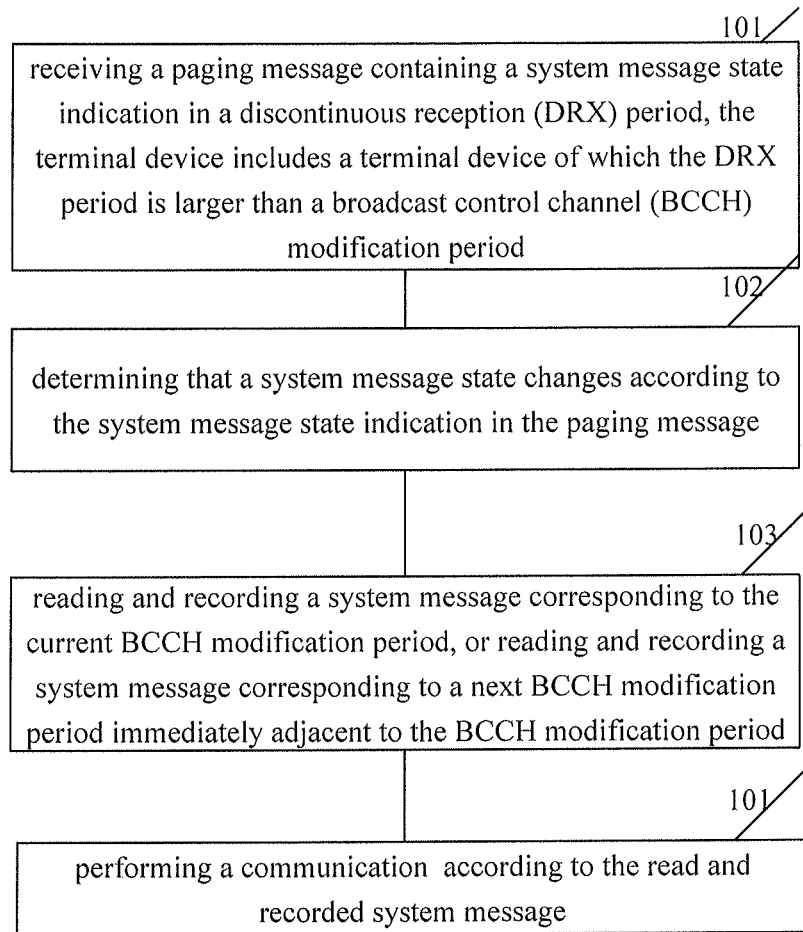 101
receiving a paging message containing a system message state
indication in a discontinuous reception (DRX) period, the
terminal device includes a terminal device of which the DRX
period is larger than a broadcast control channel (BCCH)
modification period
102
determining that a system message state changes according to
the system message state indication in the paging message
103
reading and recording a system message corresponding to the
current BCCH modification period, or reading and recording a
system message corresponding to a next BCCH modification
period immediately adjacent to the BCCH modification period
101
performing a communication according to the read and
recorded system message